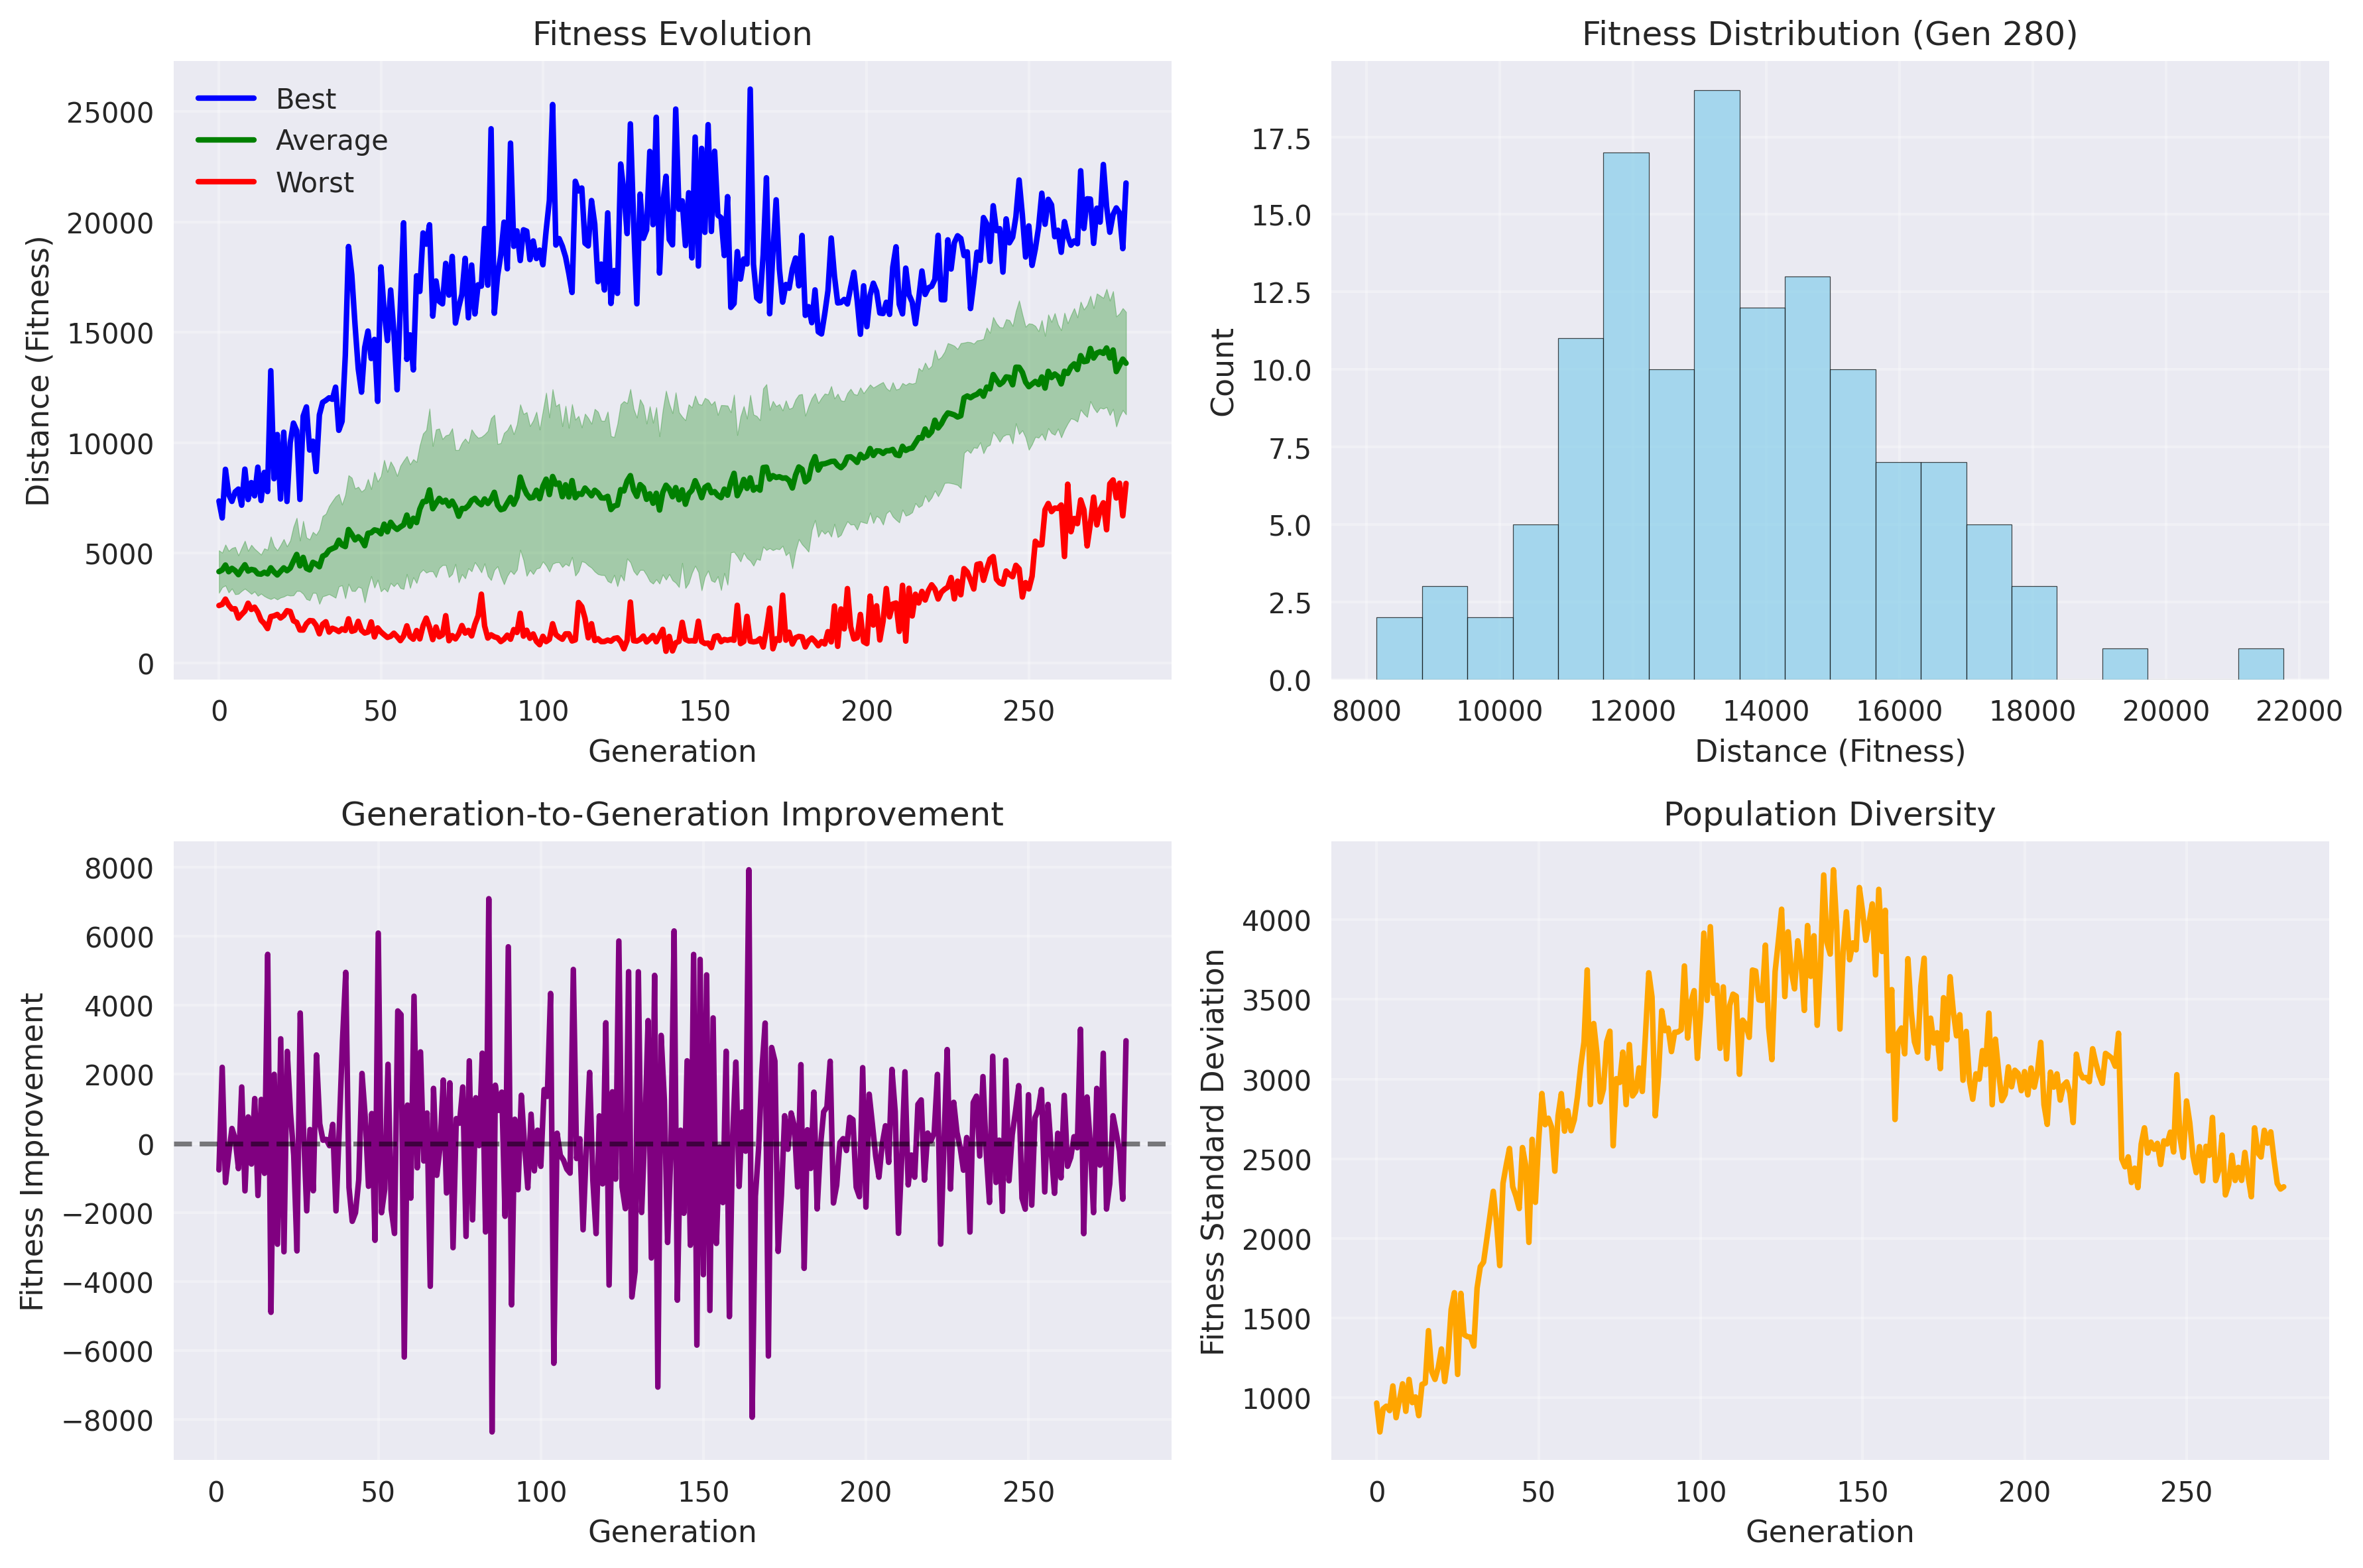 Fitness Evolution
Distance (Fitness)
25000
20000
15000
10000
5000
0
Best
Average
Worst
0 50 100 150 200 250
Generation
Fitness Distribution (Gen 280)
Count
17.5
15.0
12.5
10.0
7.5
5.0
2.5
0.0
8000 10000 12000 14000 16000 18000 20000 22000
Distance (Fitness)
Generation-to-Generation Improvement
Fitness Improvement
8000
6000
4000
2000
0
−2000
−4000
−6000
−8000
0 50 100 150 200 250
Generation
Population Diversity
Fitness Standard Deviation
4000
3500
3000
2500
2000
1500
1000
0 50 100 150 200 250
Generation